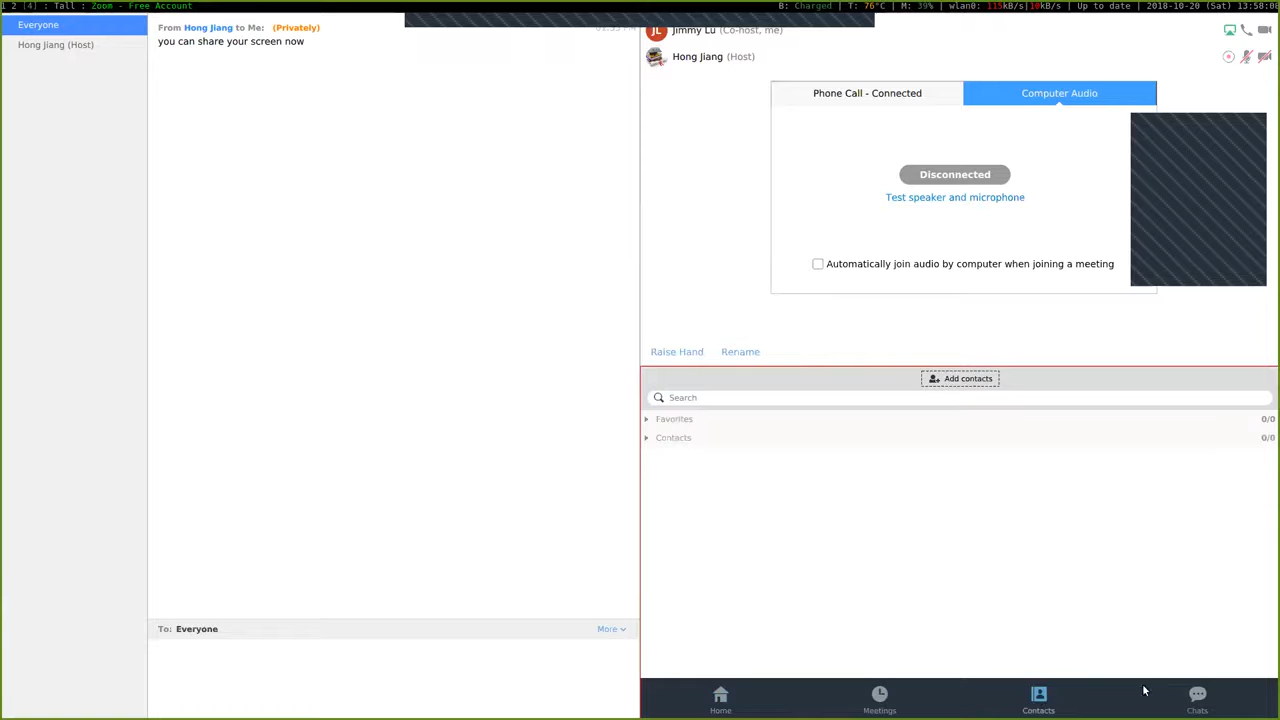 1 2 [4] : Tall : Zoom - Free Account
B: Charged | T: 76°C | M: 39% | wlan0: 115kB/s|10kB/s | Up to date | 2018-10-20 (Sat) 13:58:08
Everyone
Hong Jiang (Host)
From Hong Jiang to Me: (Privately)
you can share your screen now
To: Everyone
More
JL Jimmy Lu (Co-host, me)
Hong Jiang (Host)
Phone Call - Connected
Computer Audio
Disconnected
Test speaker and microphone
Automatically join audio by computer when joining a meeting
Raise Hand
Rename
Add contacts
Search
Favorites 0/0
Contacts 0/0
Home
Meetings
Contacts
Chats